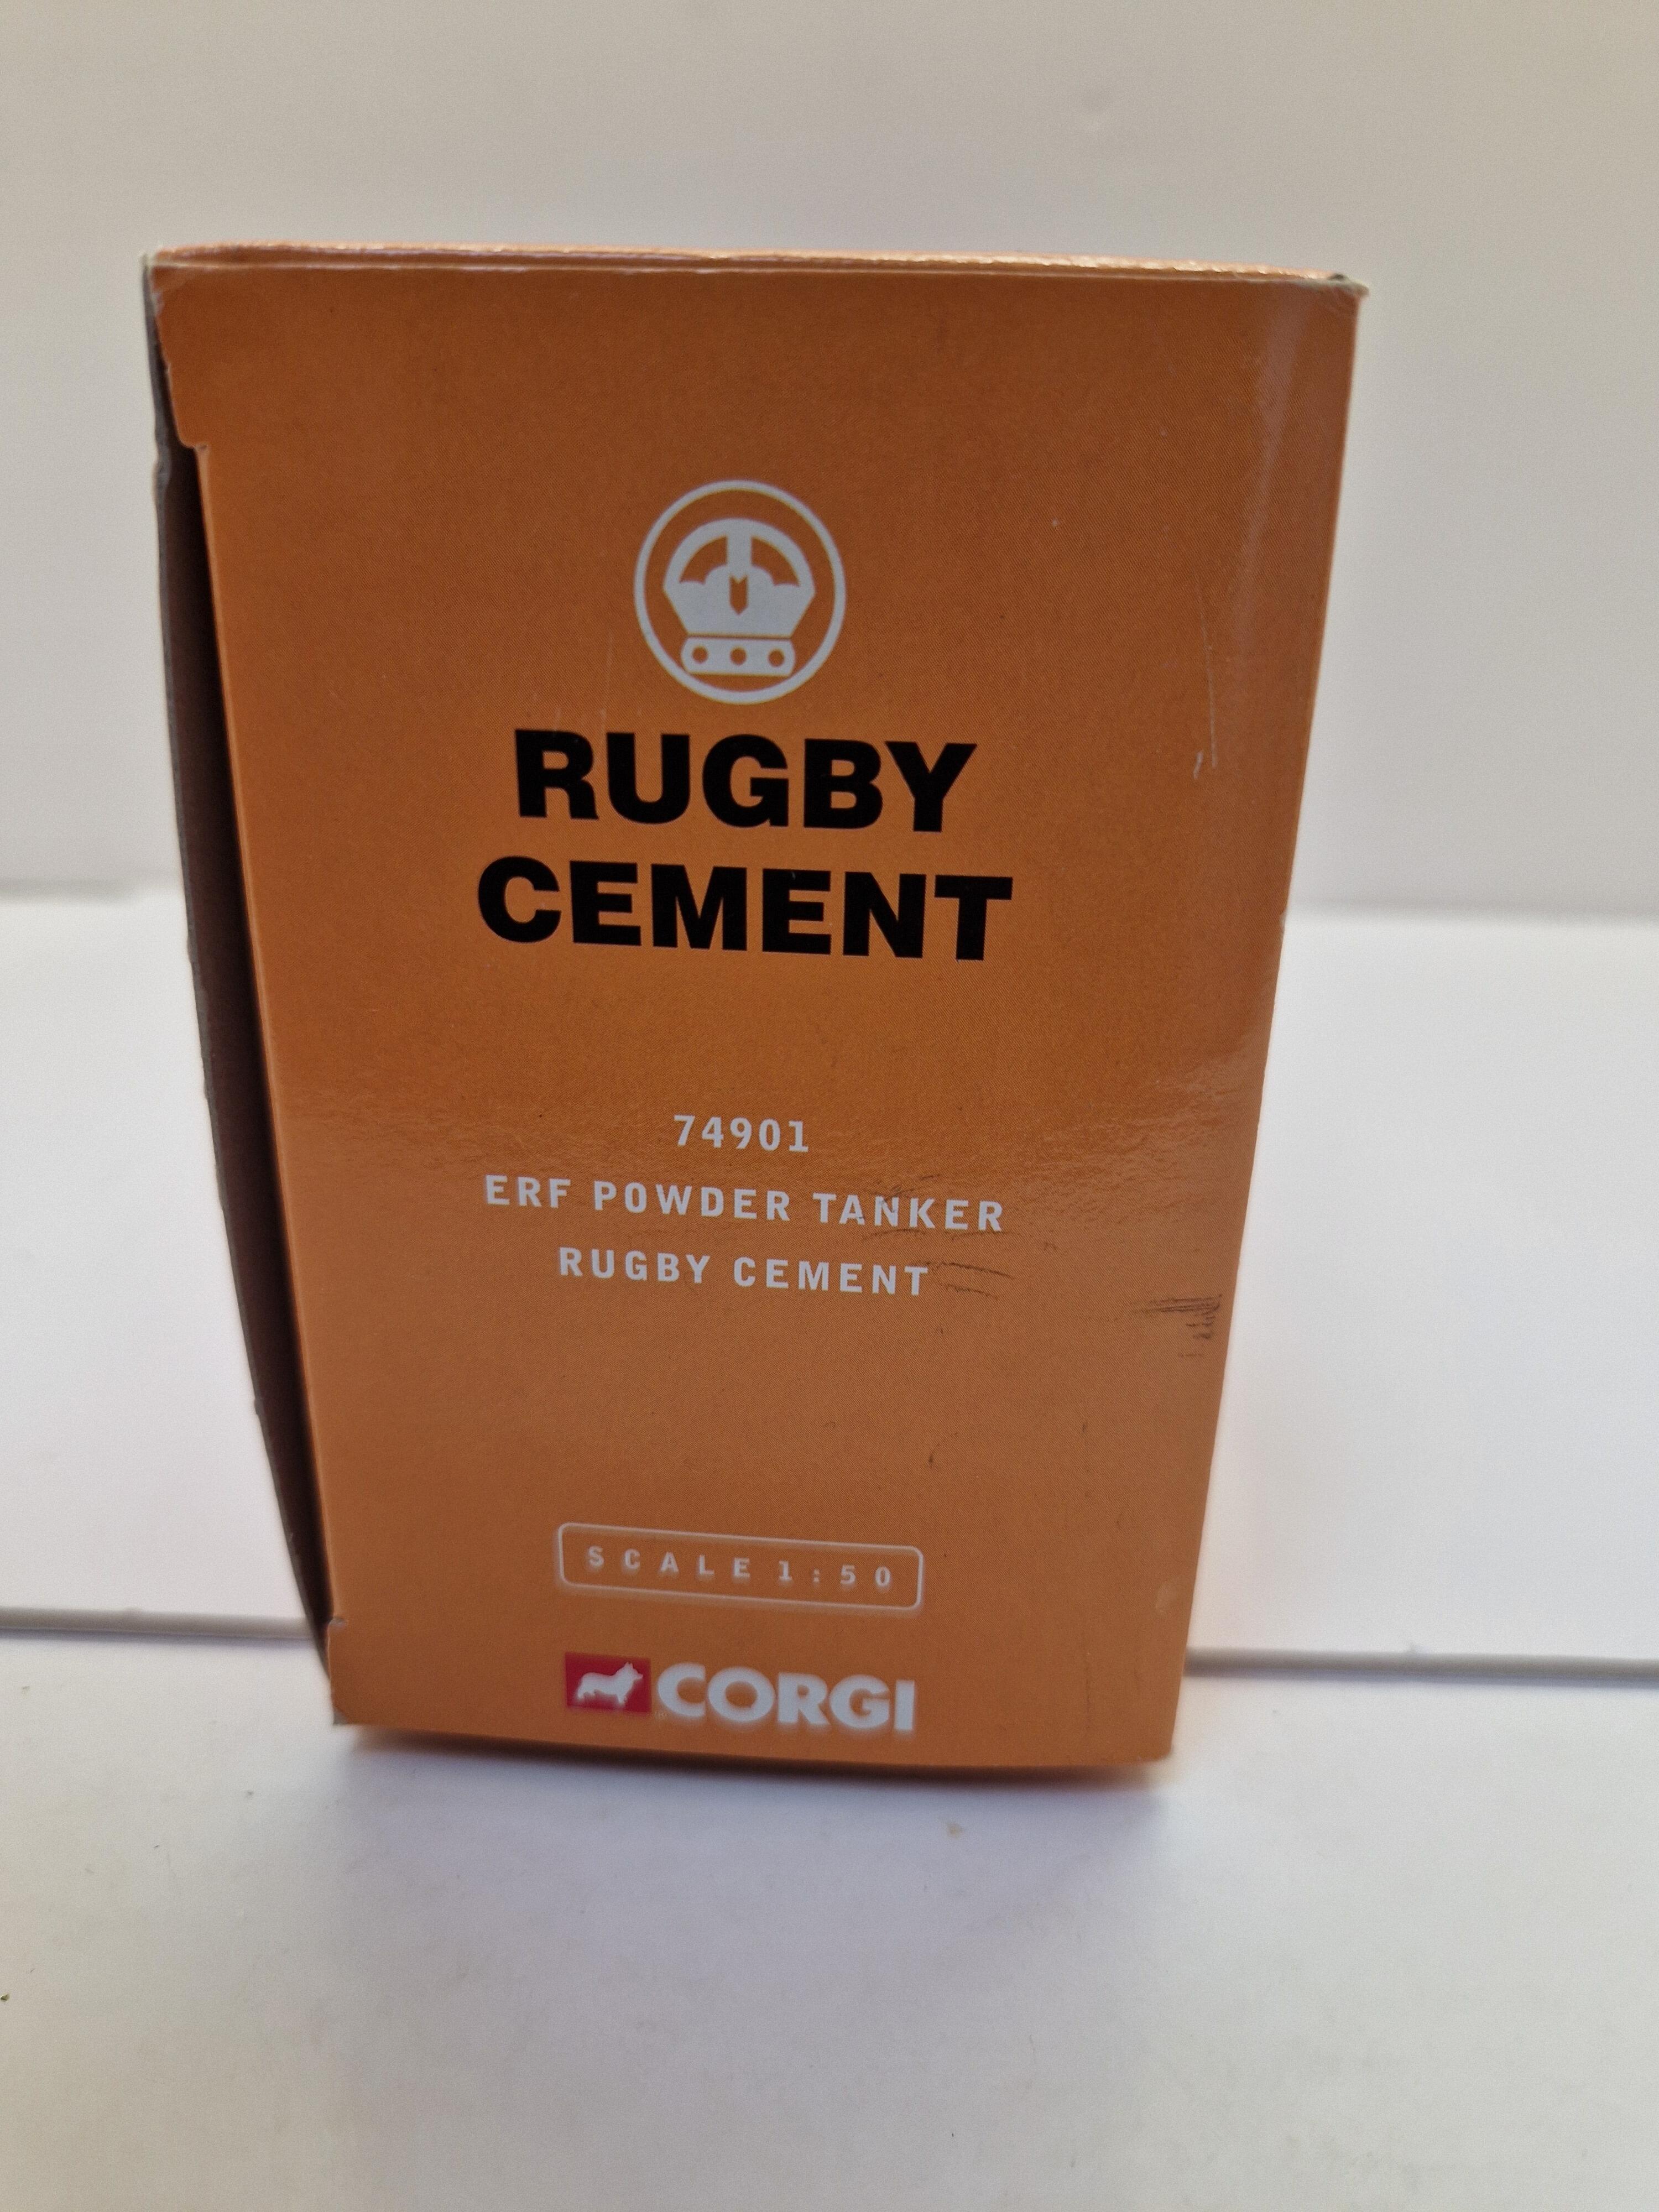 RUGBY
CEMENT
74901
ERF POWDER TANKER
RUGBY CEMENT
SCALE 1:50
CORGI